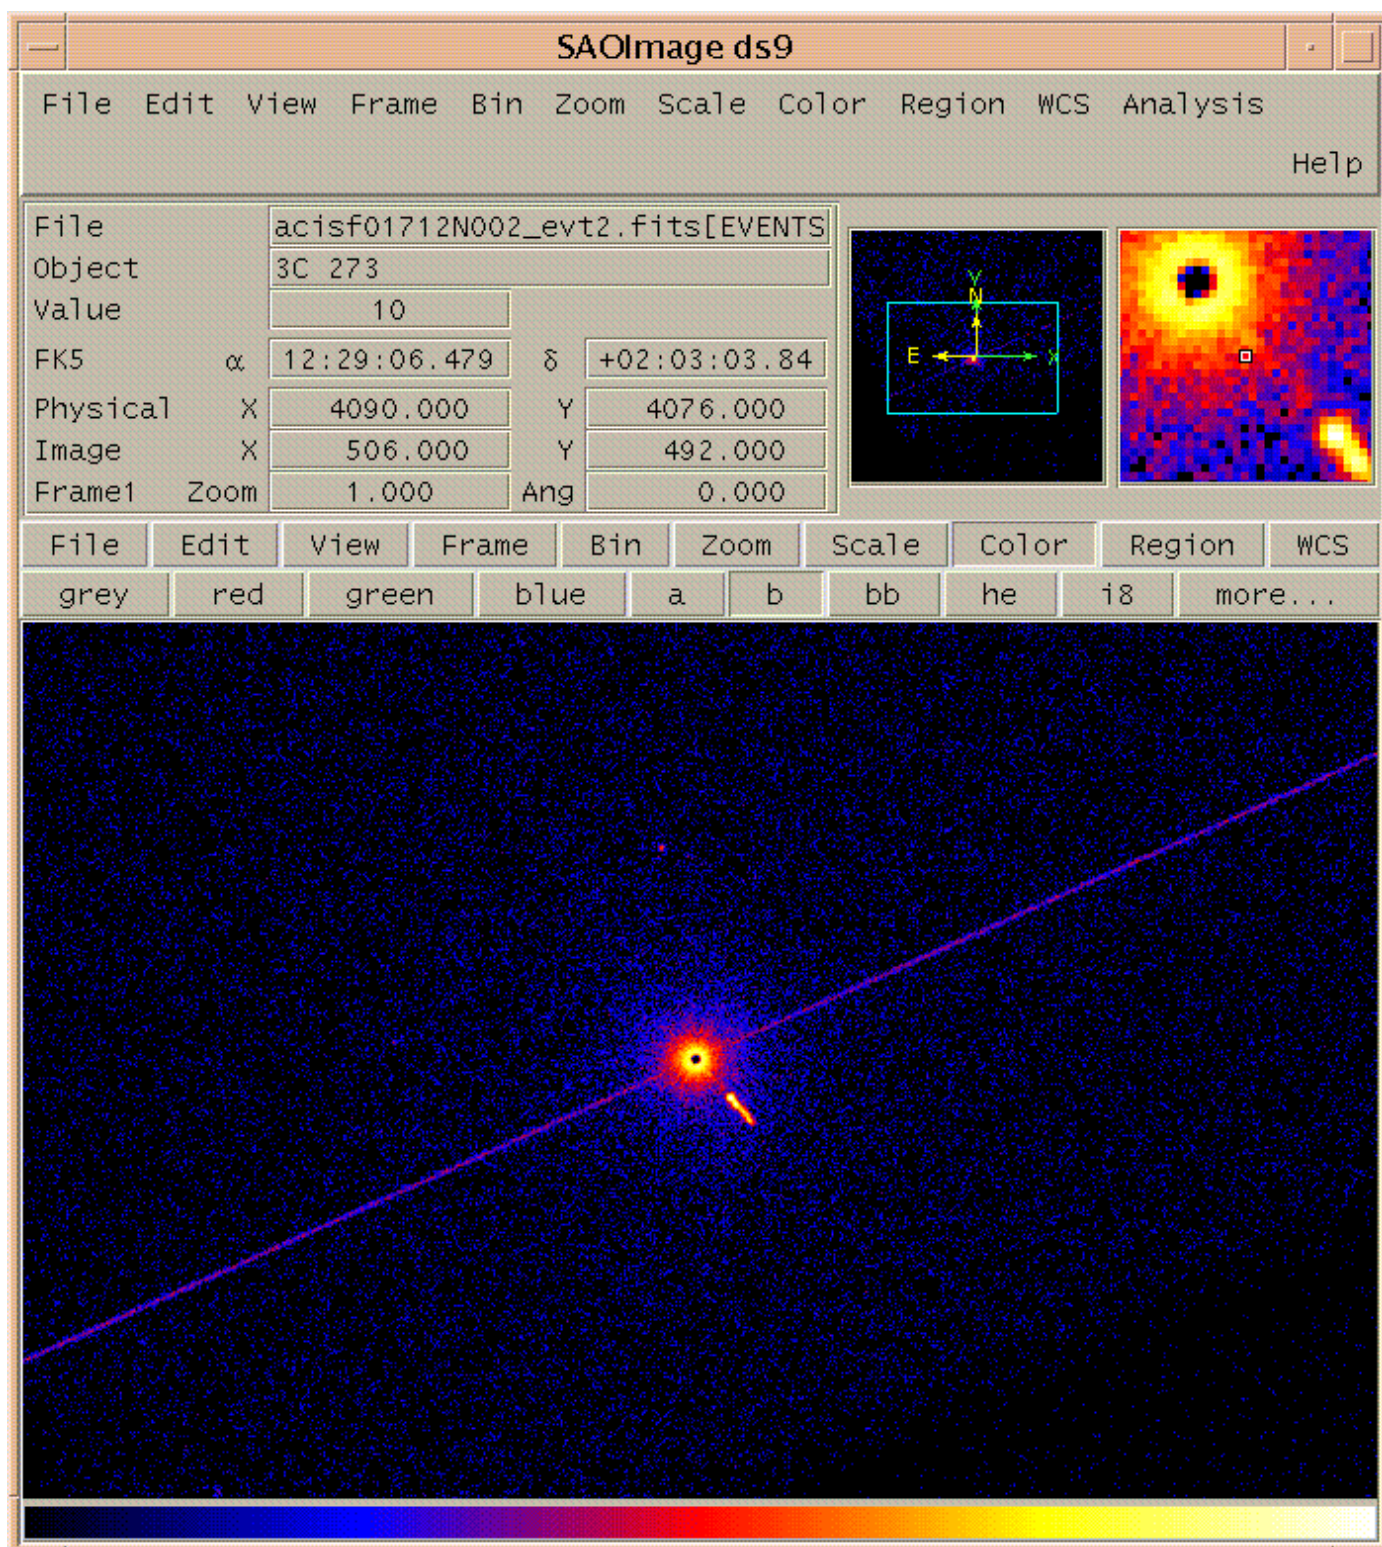 SAOImage ds9
File Edit View Frame Bin Zoom Scale Color Region WCS Analysis
Help
File acisf01712N002_evt2.fits[EVENTS
Object 3C 273
Value 10
FK5 α 12:29:06.479 δ +02:03:03.84
Physical X 4090.000 Y 4076.000
Image X 506.000 Y 492.000
Frame1 Zoom 1.000 Ang 0.000
Y
N
E X
File Edit View Frame Bin Zoom Scale Color Region WCS
grey red green blue a b bb he i8 more...